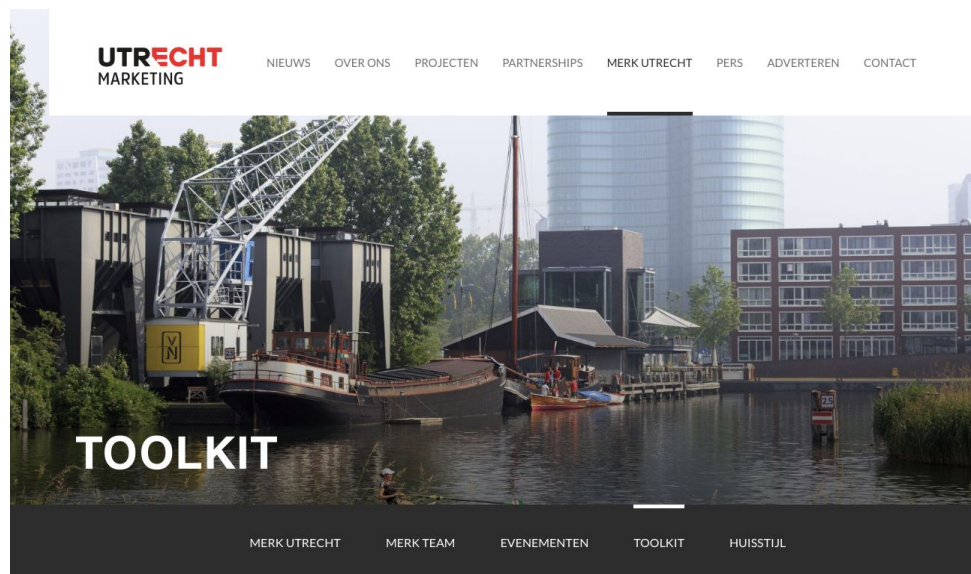 UTRECHT
MARKETING
NIEUWS OVER ONS PROJECTEN PARTNERSHIPS MERK UTRECHT PERS ADVERTEREN CONTACT
VNJ
TOOLKIT
MERK UTRECHT MERK TEAM EVENEMENTEN TOOLKIT HUISSTIJL